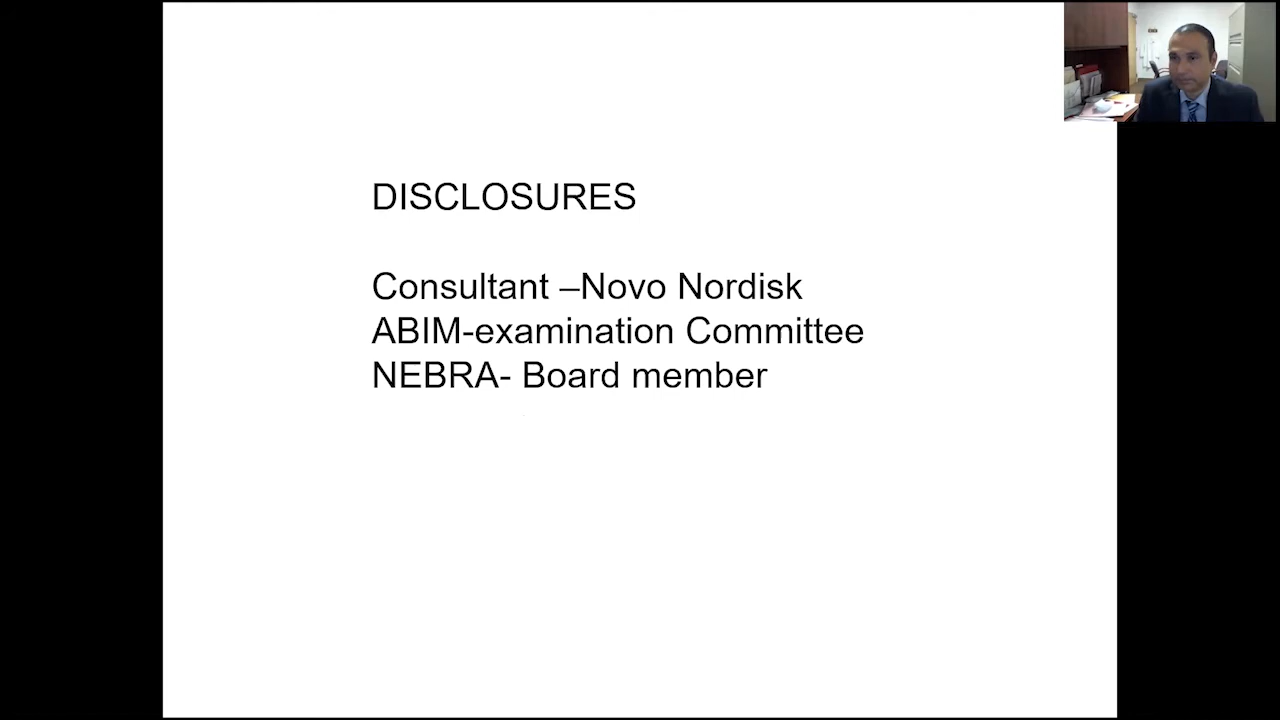 DISCLOSURES
Consultant –Novo Nordisk
ABIM-examination Committee
NEBRA- Board member